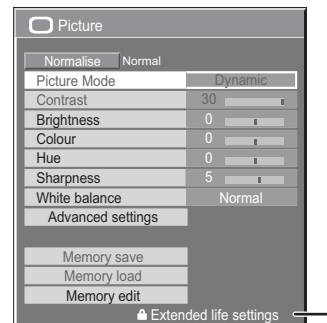 Picture
Normalise Normal
Picture Mode Dynamic
Contrast 30
Brightness 0
Colour 0
Hue 0
Sharpness 5
White balance Normal
Advanced settings
Memory save
Memory load
Memory edit
Extended life settings